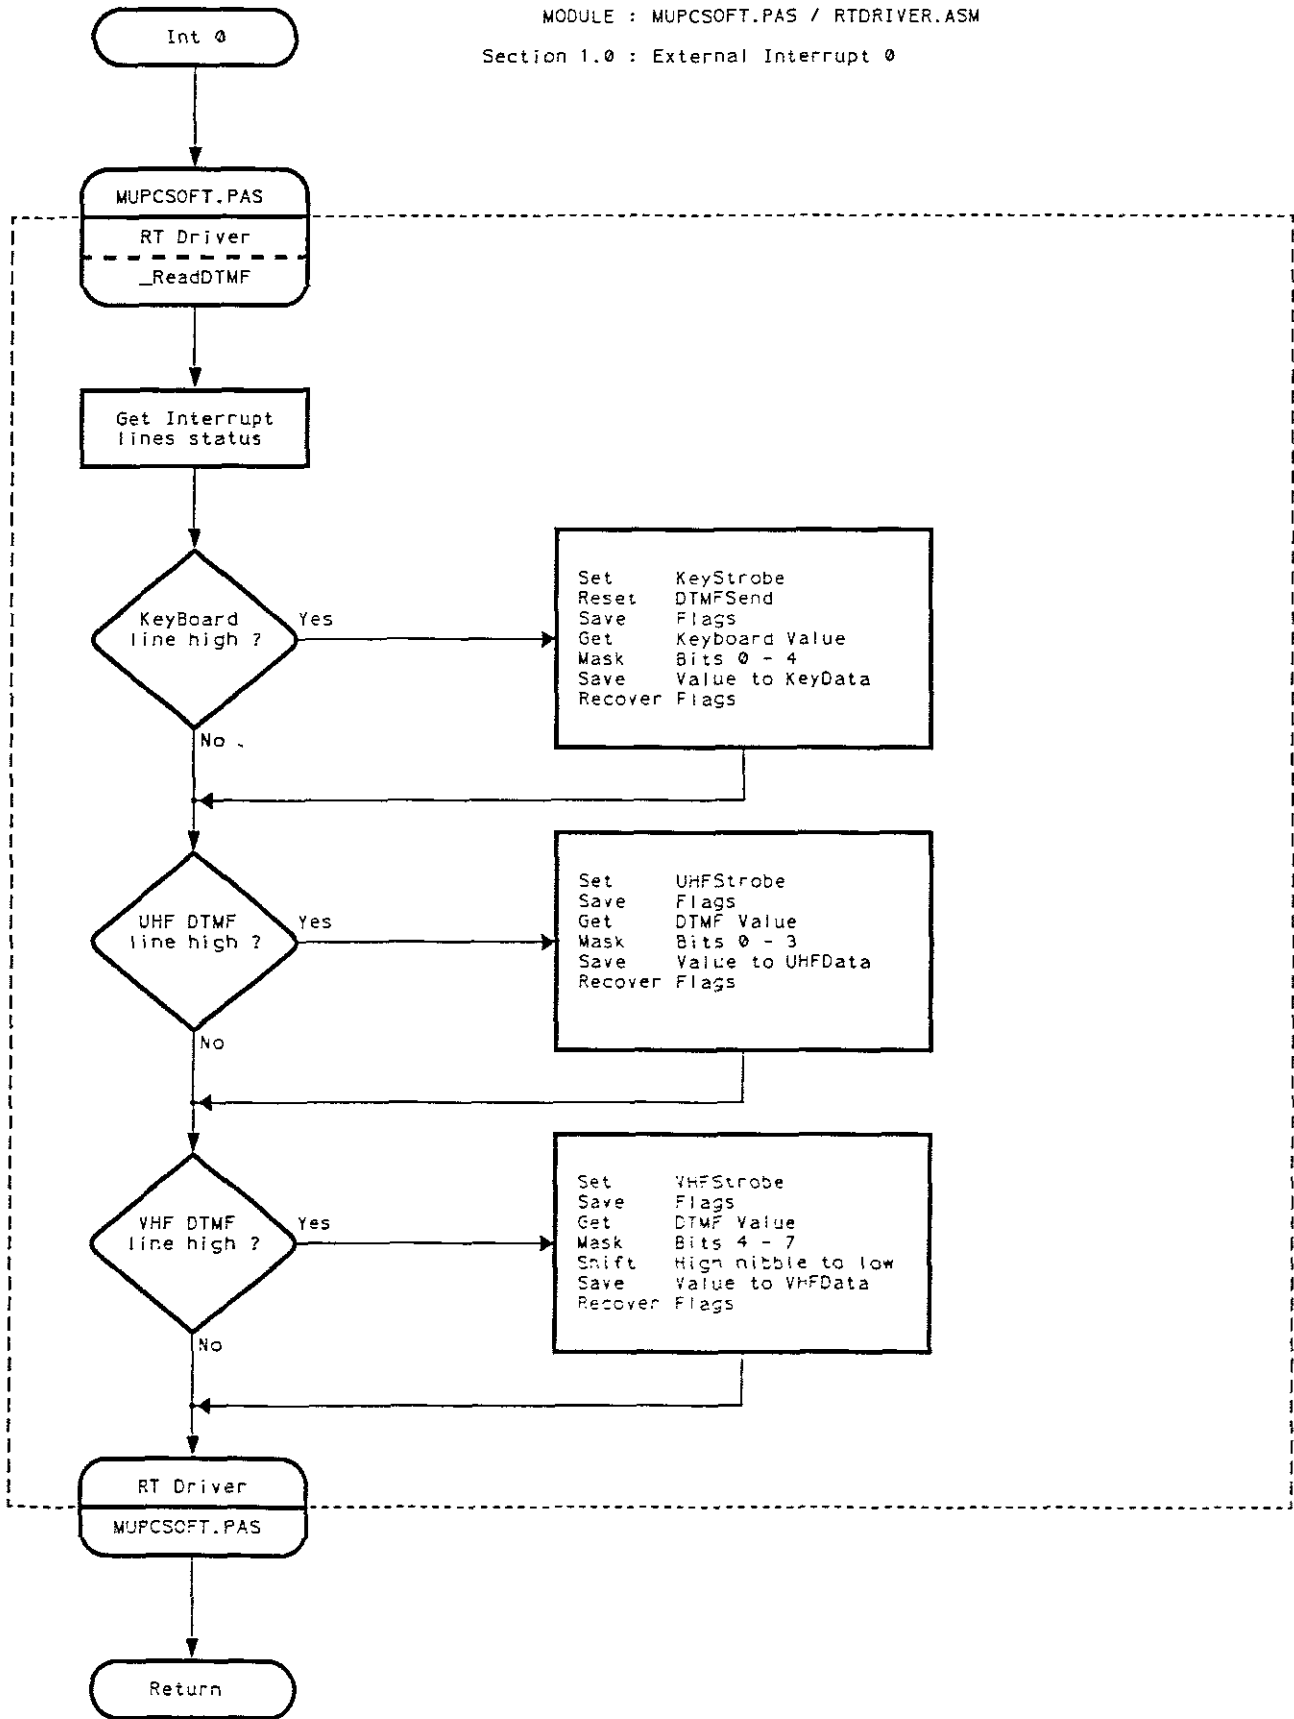 MODULE : MUPCSOFT.PAS / RTDRIVER.ASM
Section 1.0 : External Interrupt 0
Int 0
MUPCSOFT.PAS
RT Driver
_ReadDTMF
Get Interrupt
lines status
KeyBoard
line high ?
Yes
No
Set KeyStrobe
Reset DTMFSend
Save Flags
Get Keyboard Value
Mask Bits 0 - 4
Save Value to KeyData
Recover Flags
UHF DTMF
line high ?
Yes
No
Set UHFStrobe
Save Flags
Get DTMF Value
Mask Bits 0 - 3
Save Value to UHFData
Recover Flags
VHF DTMF
line high ?
Yes
No
Set VHFStrobe
Save Flags
Get DTMF Value
Mask Bits 4 - 7
Shift High nibble to low
Save Value to VHFData
Recover Flags
RT Driver
MUPCSOFT.PAS
Return